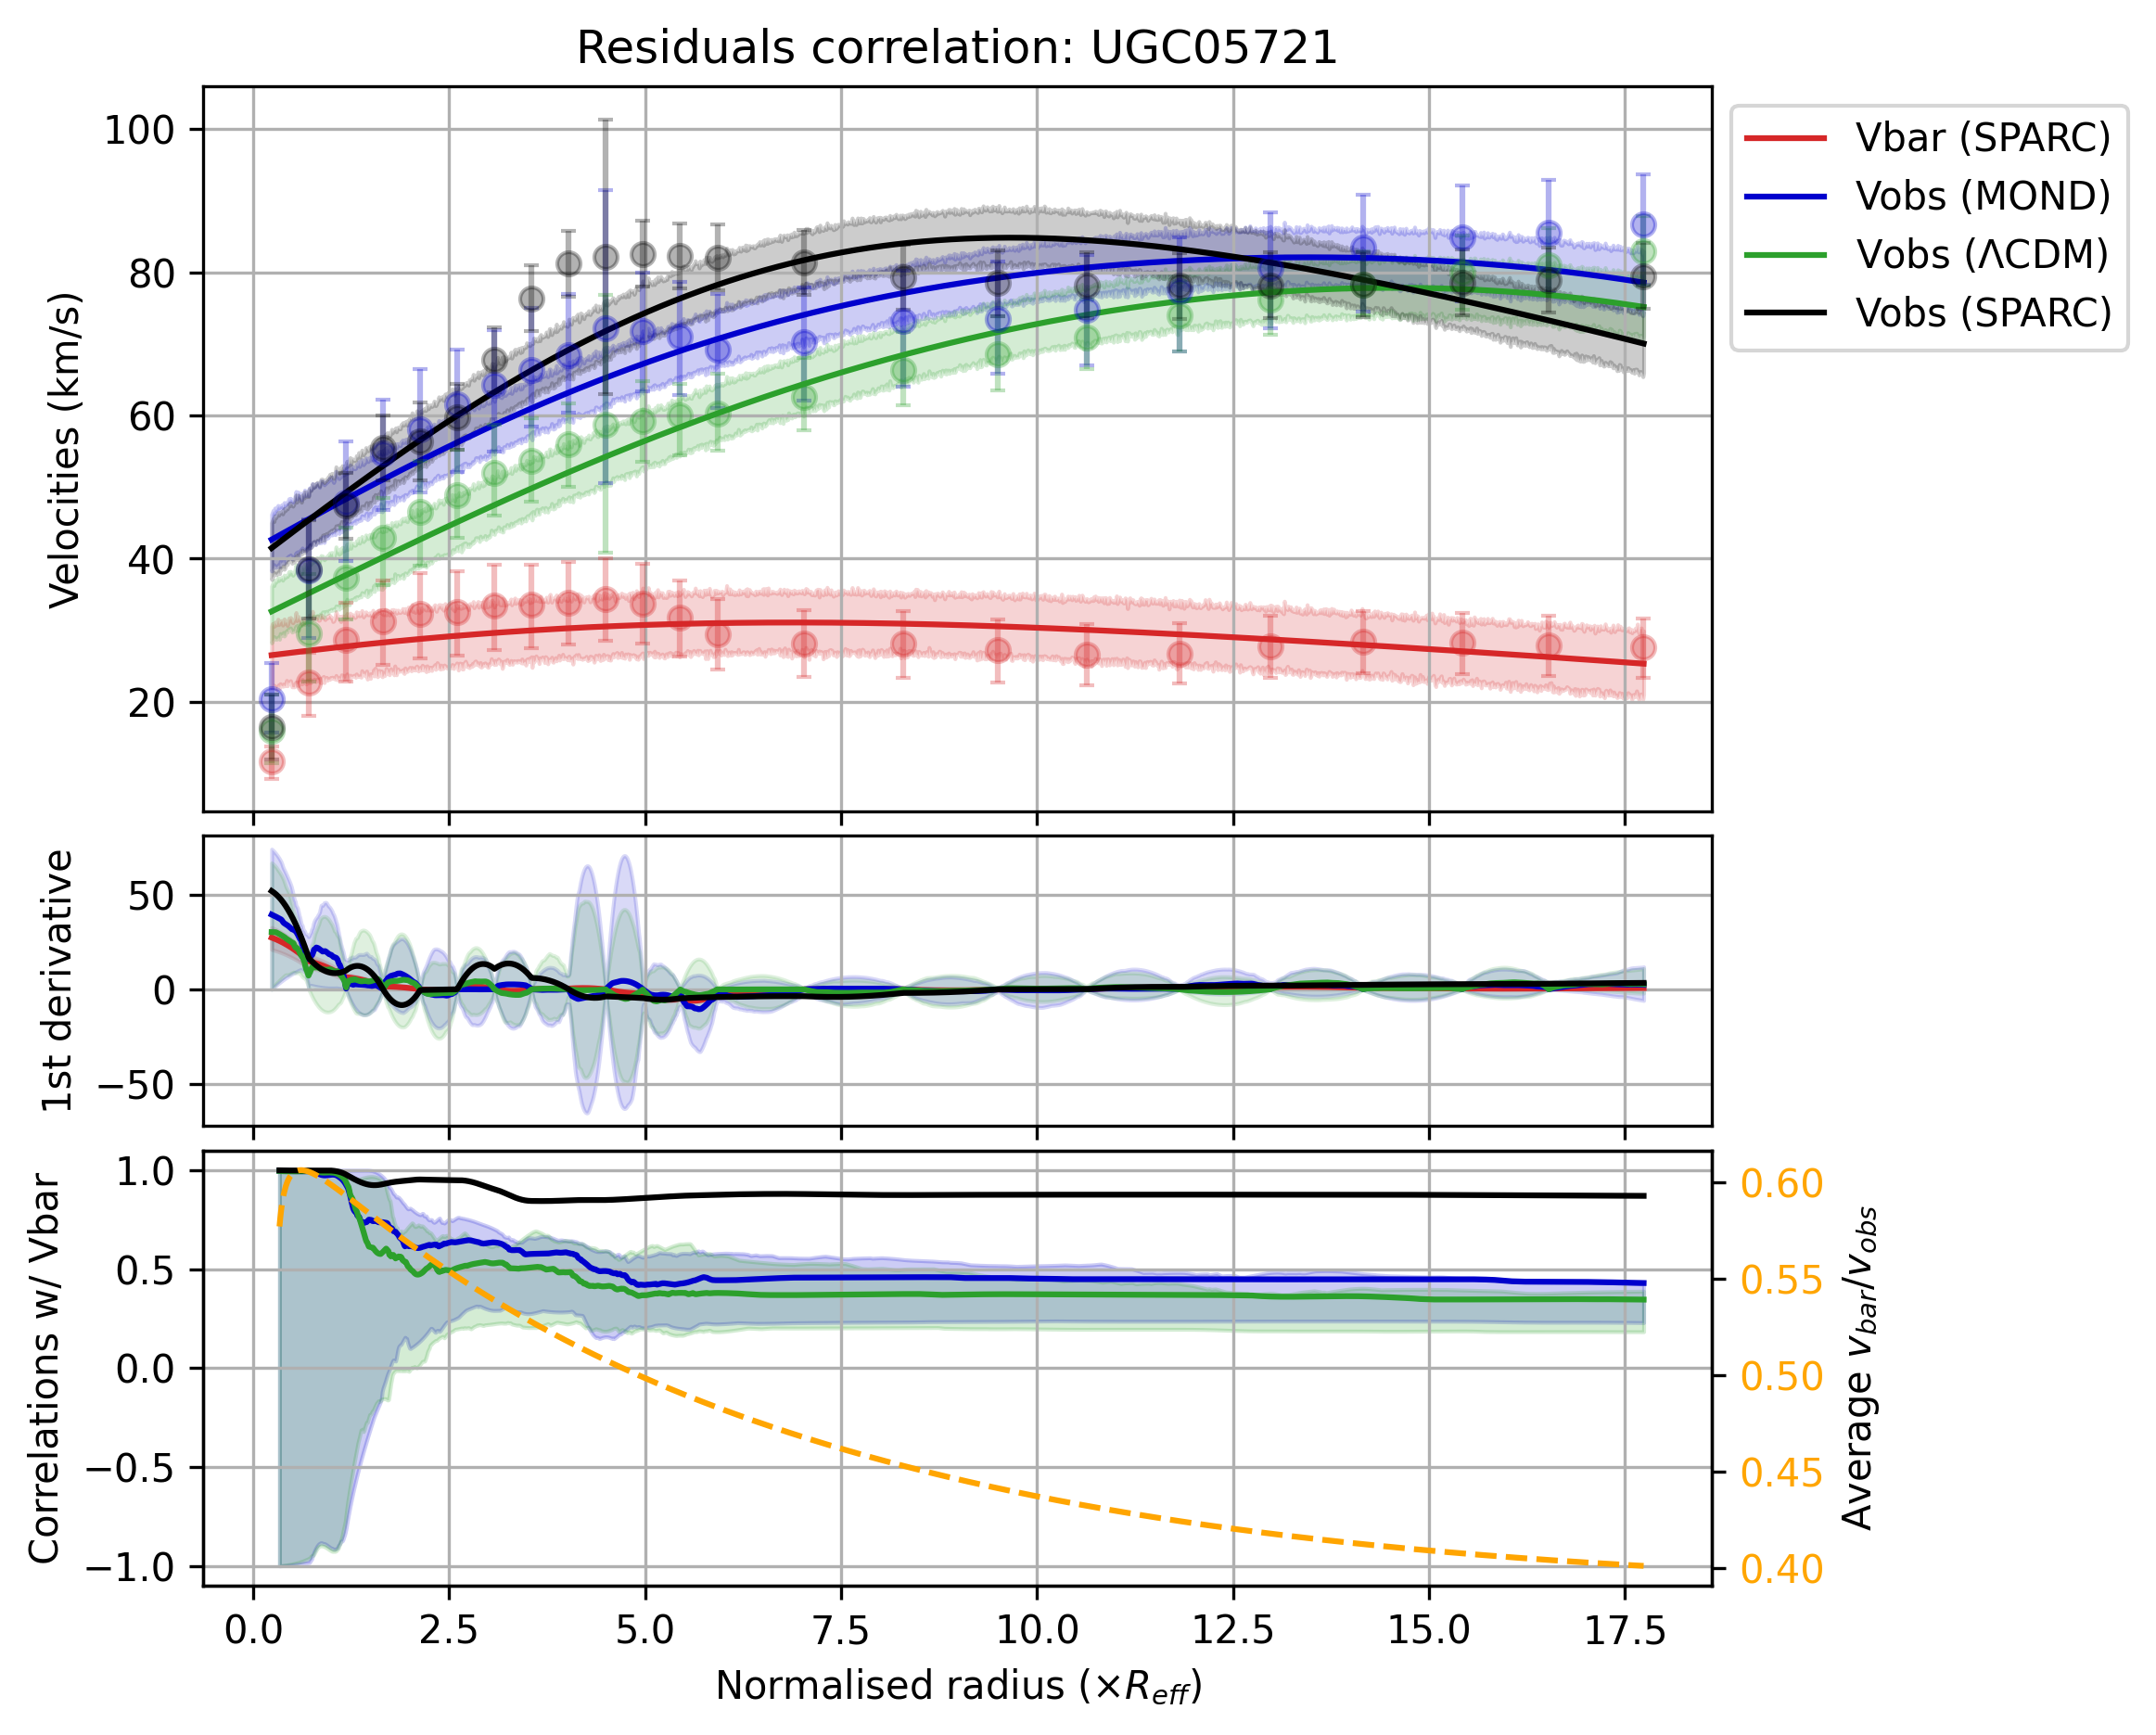 Residuals correlation: UGC05721
100
80
60
40
20
Velocities (km/s)
Vbar (SPARC)
Vobs (MOND)
Vobs (ΛCDM)
Vobs (SPARC)
50
0
−50
1st derivative
1.0
0.5
0.0
−0.5
−1.0
Correlations w/ Vbar
0.60
0.55
0.50
0.45
0.40
Average v_bar/v_obs
0.0 2.5 5.0 7.5 10.0 12.5 15.0 17.5
Normalised radius (×R_eff)